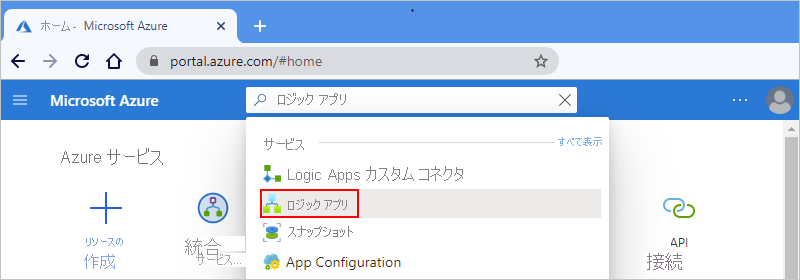 ホーム - Microsoft Azure
portal.azure.com/#home
Microsoft Azure
ロジック アプリ
Azure サービス
リソースの
作成
統合
サービス...
サービス
すべて表示
Logic Apps カスタム コネクタ
ロジック アプリ
スナップショット
App Configuration
API
接続